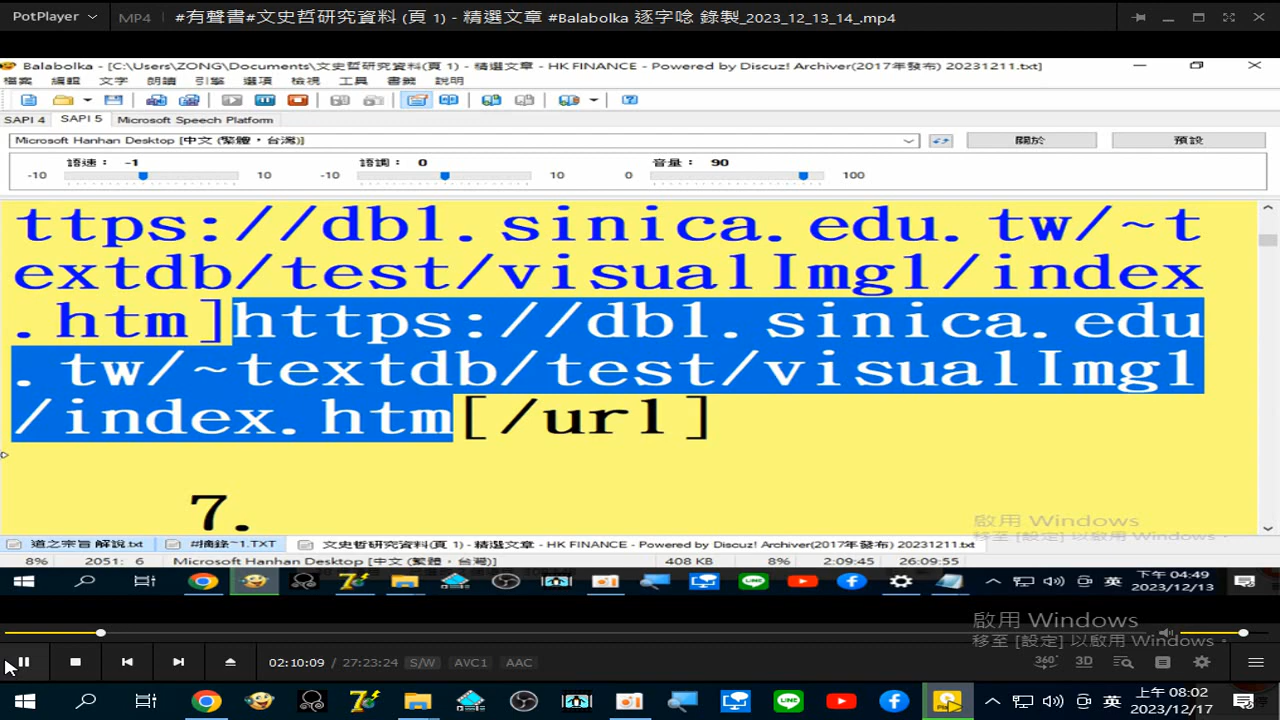 PotPlayer MP4 #有聲書#文史哲研究資料 (頁 1) - 精選文章 #Balabolka 逐字唸 錄製_2023_12_13_14_.mp4
Balabolka - [C:\Users\ZONG\Documents\文史哲研究資料(頁 1) - 精選文章 - HK FINANCE - Powered by Discuz! Archiver(2017年發布) 20231211.txt]
檔案 編輯 文字 朗讀 引擎 選項 檢視 工具 書籤 說明
SAPI 4 SAPI 5 Microsoft Speech Platform
Microsoft Hanhan Desktop [中文 (繁體，台灣)] 關於 預設
語速： -1 語調： 0 音量： 90
-10 10 -10 10 0 100
ttps://db1.sinica.edu.tw/~t
extdb/test/visualImg1/index
.htm]https://db1.sinica.edu
.tw/~textdb/test/visualImg1
/index.htm[/url]
7.
啟用 Windows
移至 [設定] 以啟用 Windows。
道之宗旨 解說.txt #摘錄~1.TXT 文史哲研究資料(頁 1) - 精選文章 - HK FINANCE - Powered by Discuz! Archiver(2017年發布) 20231211.txt
8% 2051: 6 Microsoft Hanhan Desktop [中文 (繁體，台灣)] 408 KB 8% 2:09:45 26:09:55
英 下午 04:49
2023/12/13
啟用 Windows
移至 [設定] 以啟用 Windows。
02:10:09 / 27:23:24 S/W AVC1 AAC 360° 3D
英 上午 08:02
2023/12/17